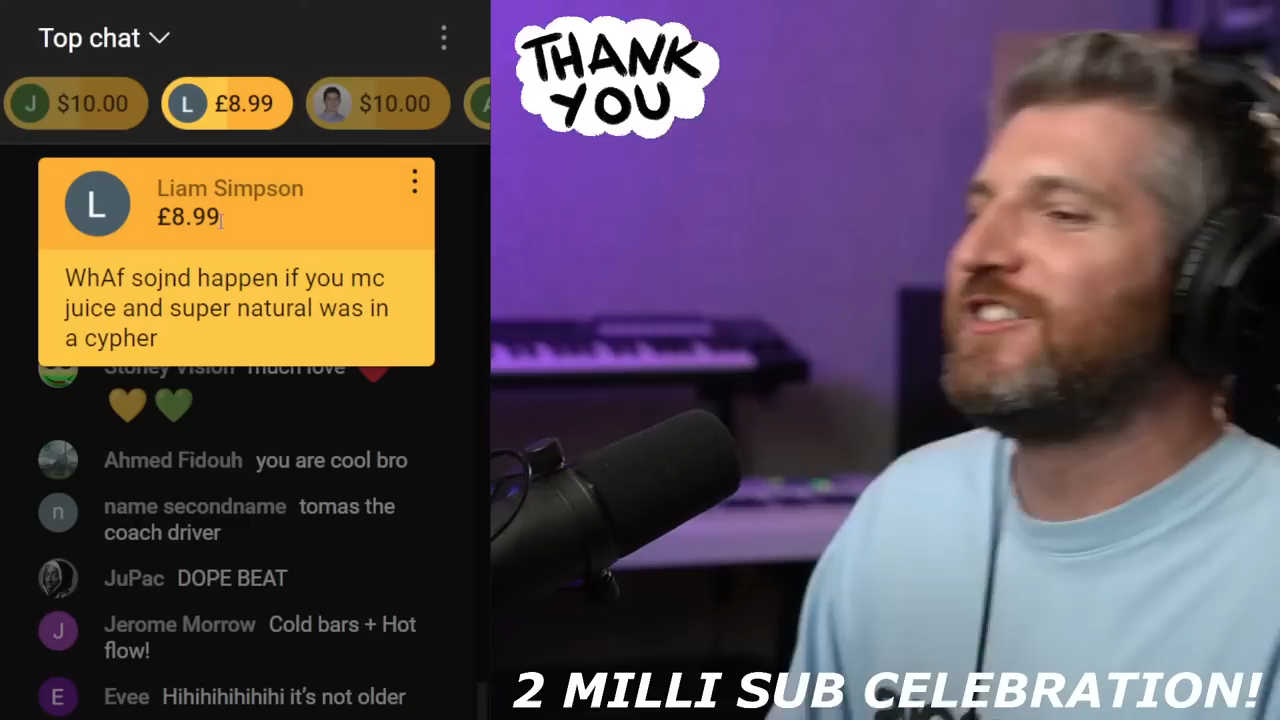 Top chat
J $10.00
L £8.99
$10.00
A
L
Liam Simpson
£8.99
WhAf sojnd happen if you mc
juice and super natural was in
a cypher
Stoney Vision much love
Ahmed Fidouh you are cool bro
n
name secondname tomas the
coach driver
JuPac DOPE BEAT
J
Jerome Morrow Cold bars + Hot
flow!
E
Evee Hihihihihihihi it’s not older
THANK
YOU
2 MILLI SUB CELEBRATION!